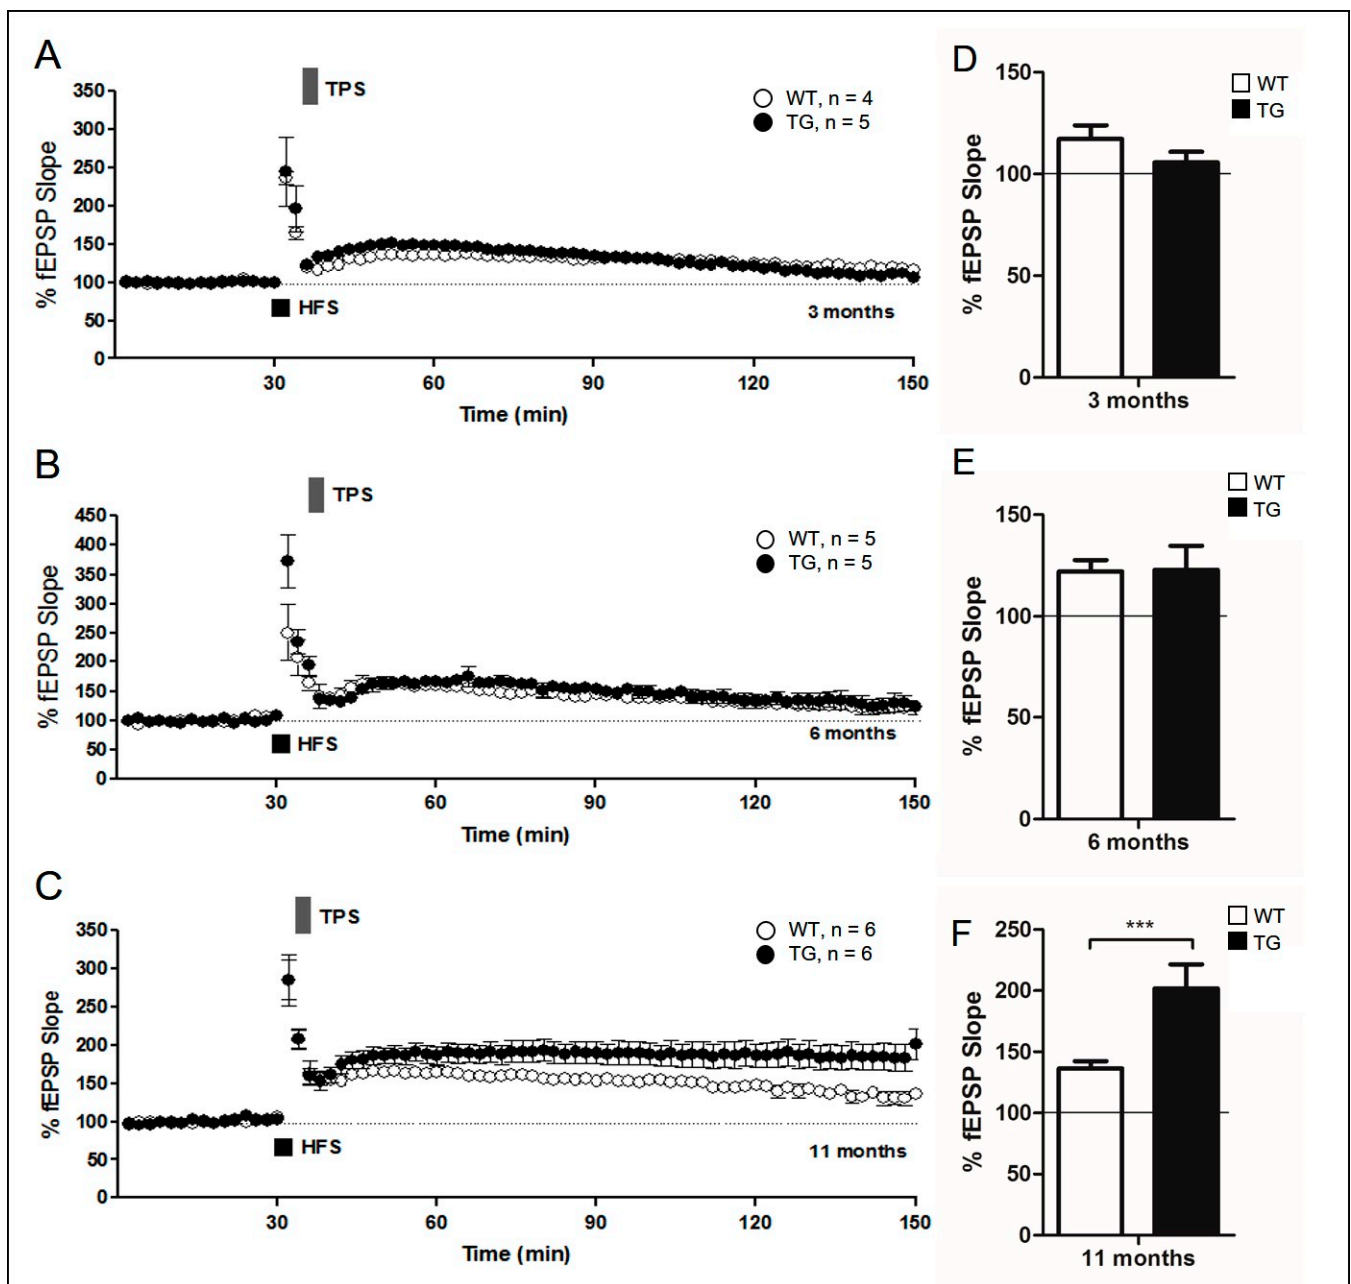 A
TPS
350
300
250
200
150
100
50
0
% fEPSP Slope
WT, n = 4
TG, n = 5
HFS
3 months
30
60
90
120
150
Time (min)
D
WT
TG
150
100
50
0
% fEPSP Slope
3 months
B
TPS
450
400
350
300
250
200
150
100
50
0
% fEPSP Slope
WT, n = 5
TG, n = 5
HFS
6 months
30
60
90
120
150
Time (min)
E
WT
TG
150
100
50
0
% fEPSP Slope
6 months
C
TPS
350
300
250
200
150
100
50
0
% fEPSP Slope
WT, n = 6
TG, n = 6
HFS
11 months
30
60
90
120
150
Time (min)
F
WT
TG
***
250
200
150
100
50
0
% fEPSP Slope
11 months